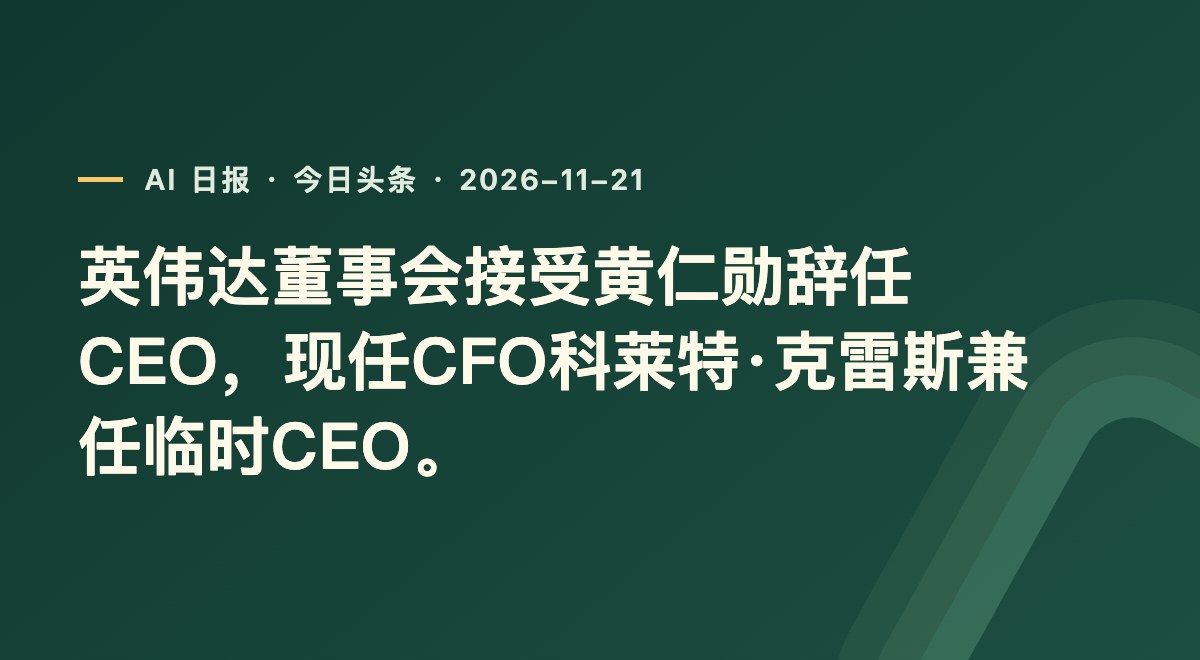 AI 日报 · 今日头条 · 2026-11-21
英伟达董事会接受黄仁勋辞任
CEO，现任CFO科莱特·克雷斯兼
任临时CEO。